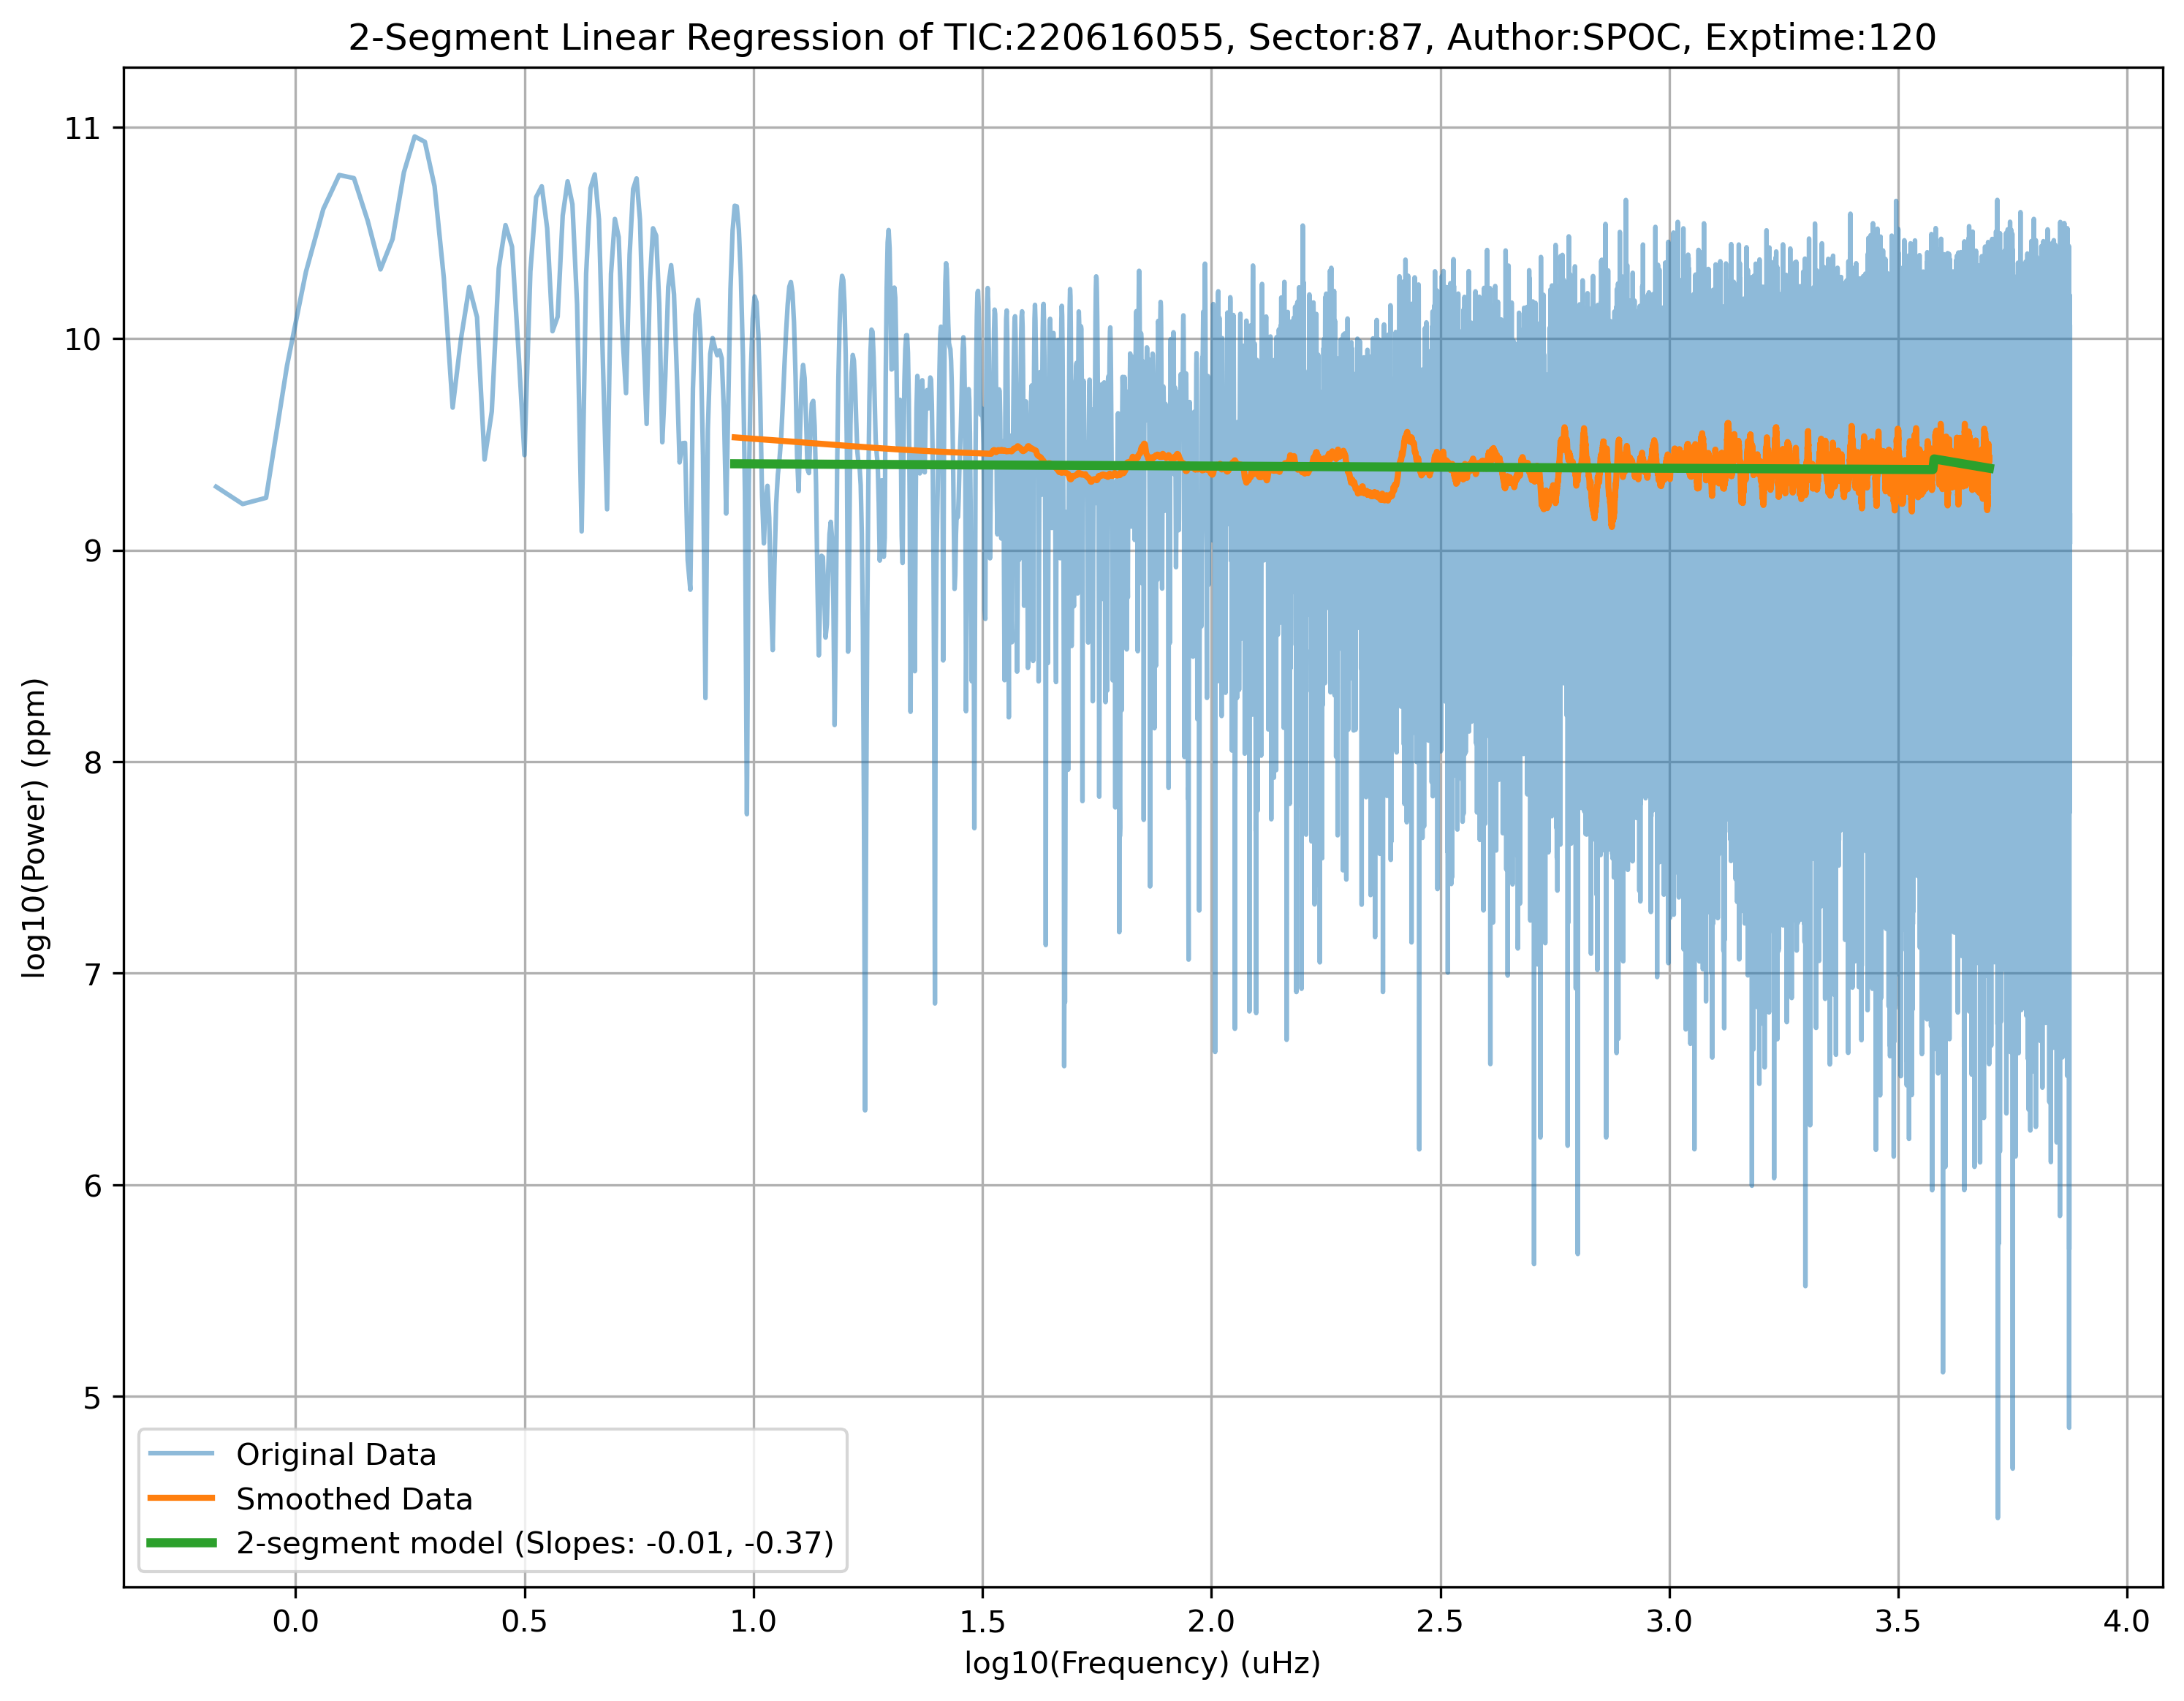 2-Segment Linear Regression of TIC:220616055, Sector:87, Author:SPOC, Exptime:120
log10(Power) (ppm)
11
10
9
8
7
6
5
Original Data
Smoothed Data
2-segment model (Slopes: -0.01, -0.37)
0.0 0.5 1.0 1.5 2.0 2.5 3.0 3.5 4.0
log10(Frequency) (uHz)